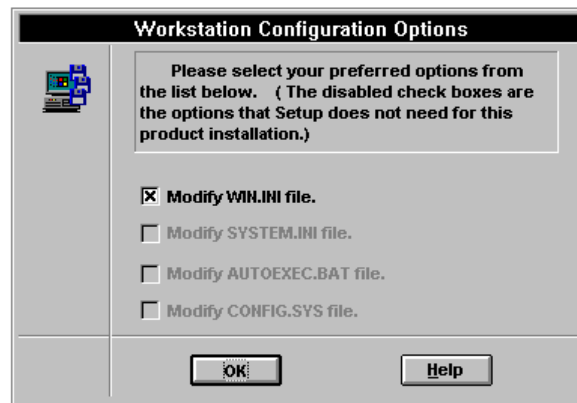 Workstation Configuration Options
Please select your preferred options from
the list below. ( The disabled check boxes are
the options that Setup does not need for this
product installation.)
Modify WIN.INI file.
Modify SYSTEM.INI file.
Modify AUTOEXEC.BAT file.
Modify CONFIG.SYS file.
OK
Help